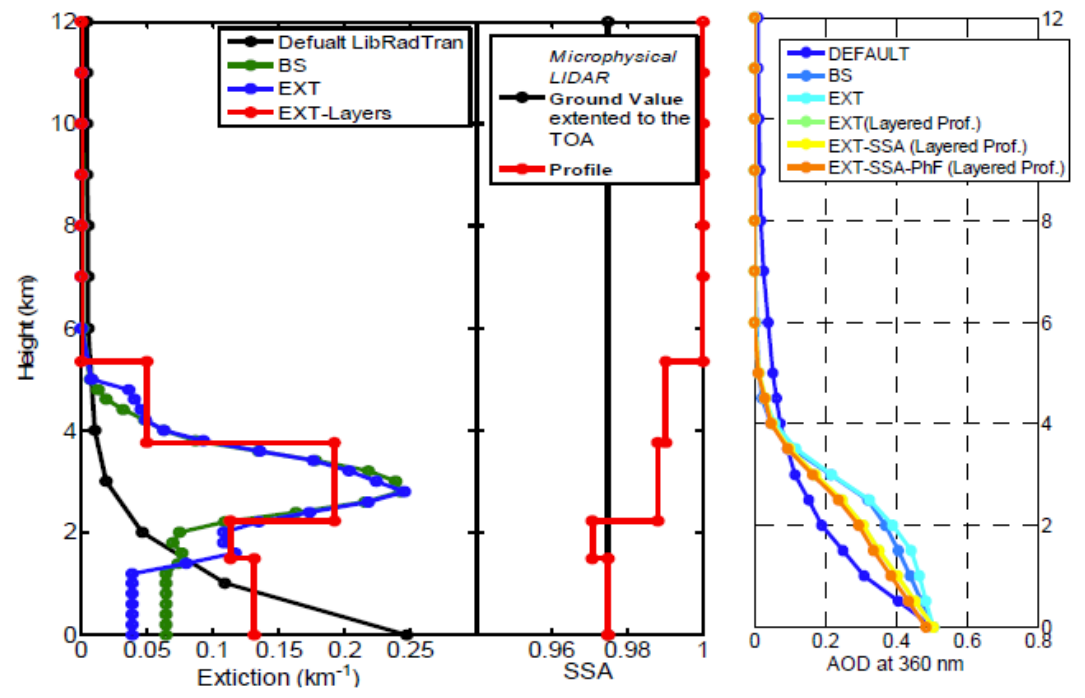 12
10
8
6
4
2
0
Height (km)
Defualt LibRadTran
BS
EXT
EXT-Layers
0 0.05 0.1 0.15 0.2 0.25
Extiction (km-1)
Microphysical
LIDAR
Ground Value
extented to the
TOA
Profile
0.96 0.98 1
SSA
DEFAULT
BS
EXT
EXT(Layered Prof.)
EXT-SSA (Layered Prof.)
EXT-SSA-PhF (Layered Prof.)
12
8
6
4
2
0
0 0.2 0.4 0.6 0.8
AOD at 360 nm